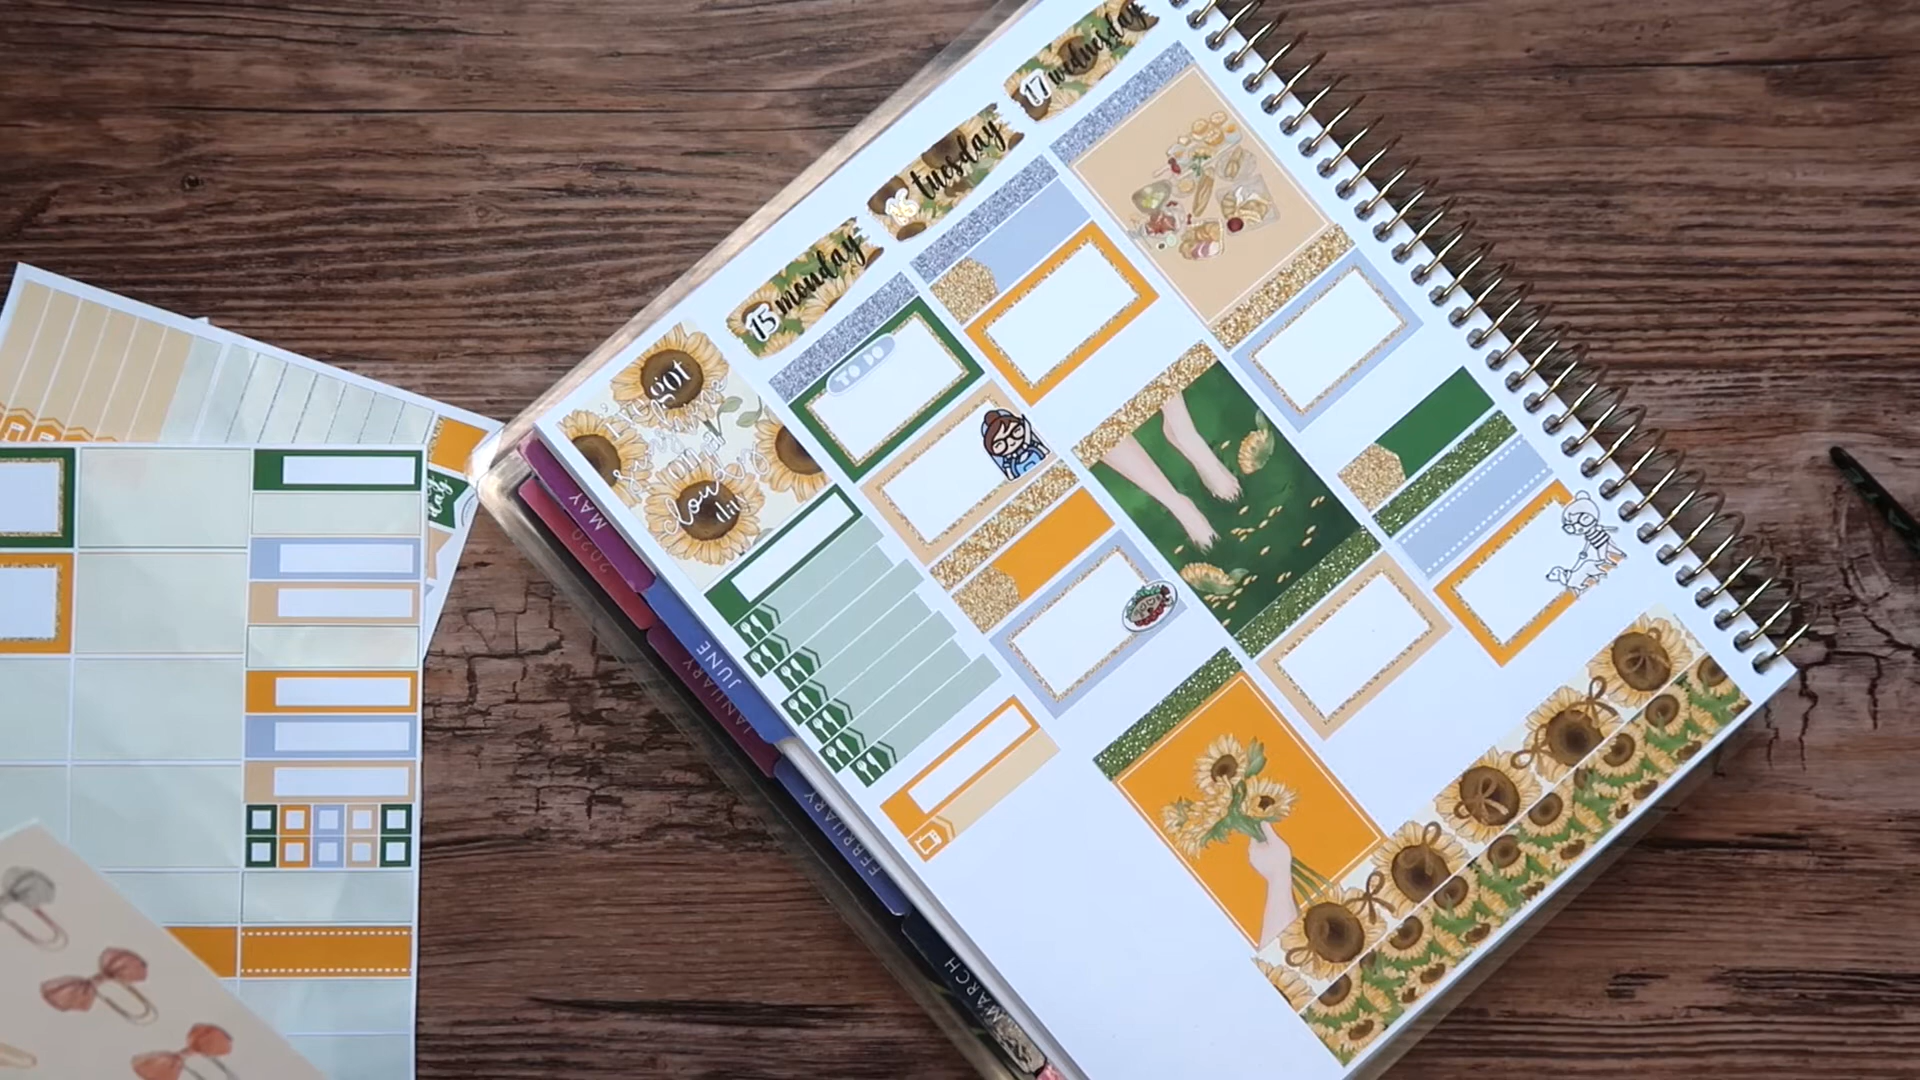 17 wednesday
16 tuesday
15 monday
I've
got
sunshine
on a
cloudy
day
TO DO
MAY
2020
JUNE
JANUARY
FEBRUARY
MARCH
day